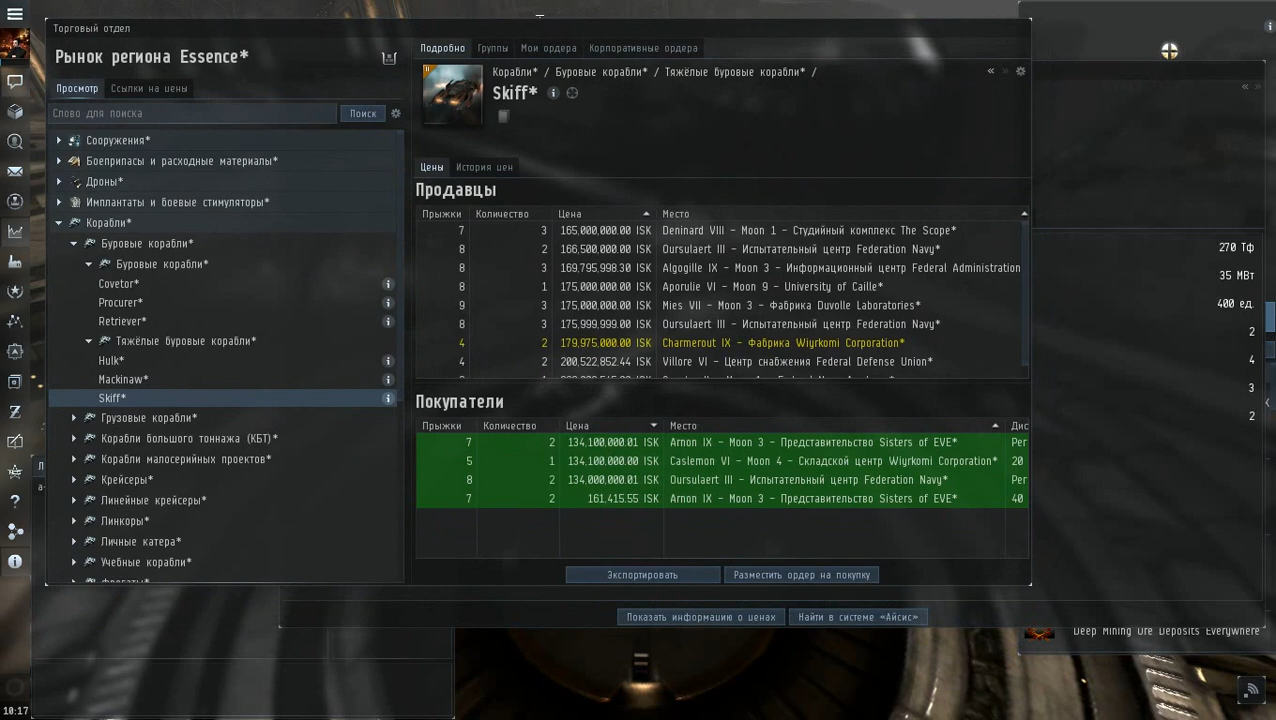 Торговый отдел
Рынок региона Essence*
Просмотр Ссылки на цены
Слово для поиска Поиск
Сооружения*
Боеприпасы и расходные материалы*
Дроны*
Имплантаты и боевые стимуляторы*
Корабли*
Буровые корабли*
Буровые корабли*
Covetor*
Procurer*
Retriever*
Тяжёлые буровые корабли*
Hulk*
Mackinaw*
Skiff*
Грузовые корабли*
Корабли большого тоннажа (КБТ)*
Корабли малосерийных проектов*
Крейсеры*
Линейные крейсеры*
Линкоры*
Личные катера*
Учебные корабли*
Подробно Группы Мои ордера Корпоративные ордера
Корабли* / Буровые корабли* / Тяжёлые буровые корабли* /
Skiff*
Цены История цен
Продавцы
Прыжки Количество Цена Место
7 3 165,000,000.00 ISK Deninard VIII – Moon 1 – Студийный комплекс The Scope*
8 2 166,500,000.00 ISK Oursulaert III – Испытательный центр Federation Navy*
8 3 169,795,998.30 ISK Algogille IX – Moon 3 – Информационный центр Federal Administration
8 1 175,000,000.00 ISK Aporulie VI – Moon 9 – University of Caille*
9 3 175,000,000.00 ISK Mies VII – Moon 9 – Фабрика Duvolle Laboratories*
8 3 175,999,999.00 ISK Oursulaert III – Испытательный центр Federation Navy*
4 2 179,975,000.00 ISK Charmerout IX – Фабрика Wiyrkomi Corporation*
4 2 200,522,852.44 ISK Villore VI – Центр снабжения Federal Defense Union*
Покупатели
Прыжки Количество Цена Место Дис
7 2 134,100,000.01 ISK Arnon IX – Moon 3 – Представительство Sisters of EVE* Рег
5 1 134,100,000.00 ISK Caslemon VI – Moon 4 – Складской центр Wiyrkomi Corporation* 20
8 2 134,000,000.01 ISK Oursulaert III – Испытательный центр Federation Navy* Рег
7 2 161,415.55 ISK Arnon IX – Moon 3 – Представительство Sisters of EVE* 40
Экспортировать Разместить ордер на покупку
Показать информацию о ценах Найти в системе «Айсис»
270 Тф
35 МВт
400 ед.
2
4
3
2
Deep Mining Ore Deposits Everywhere
10:17